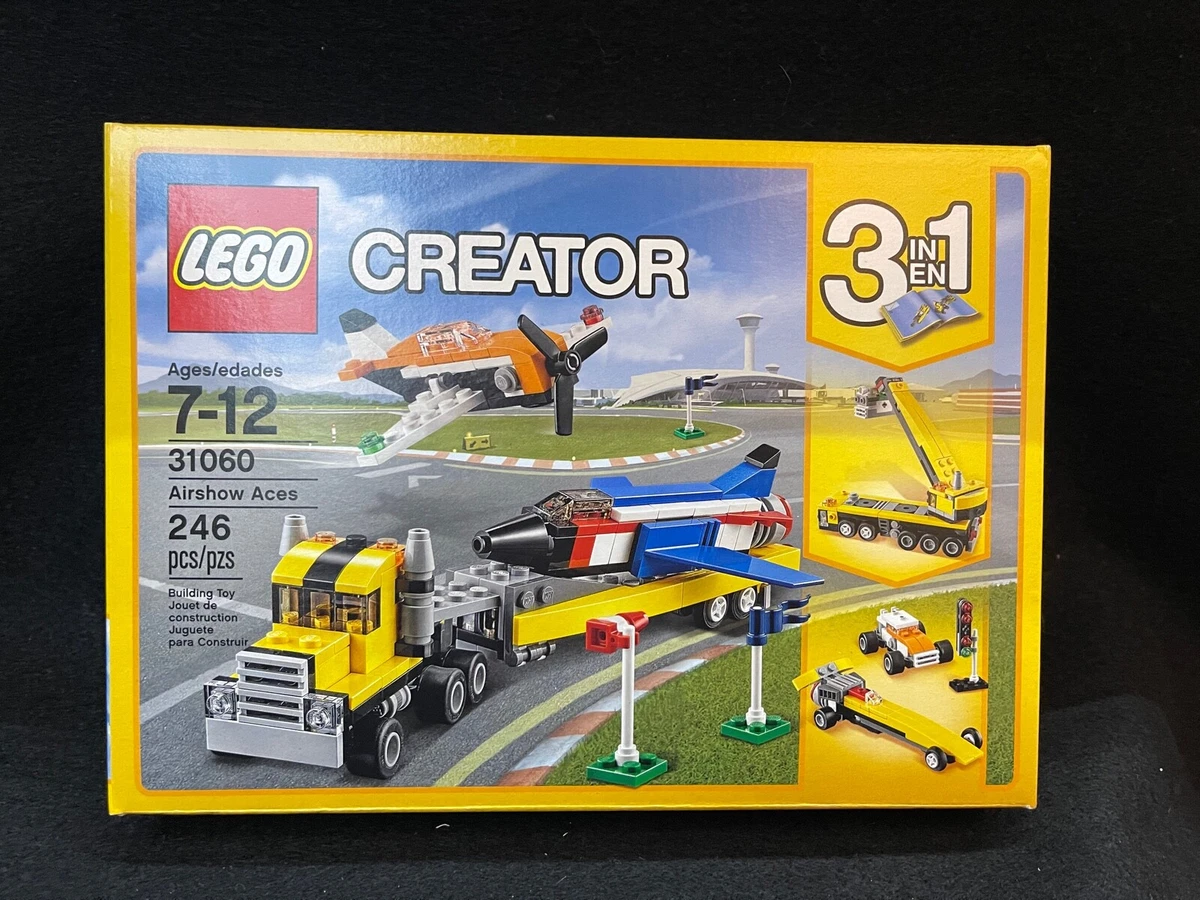 LEGO
CREATOR
3 IN 1
EN
Ages/edades
7-12
31060
Airshow Aces
246
pcs/pzs
Building Toy
Jouet de
construction
Juguete
para Construir